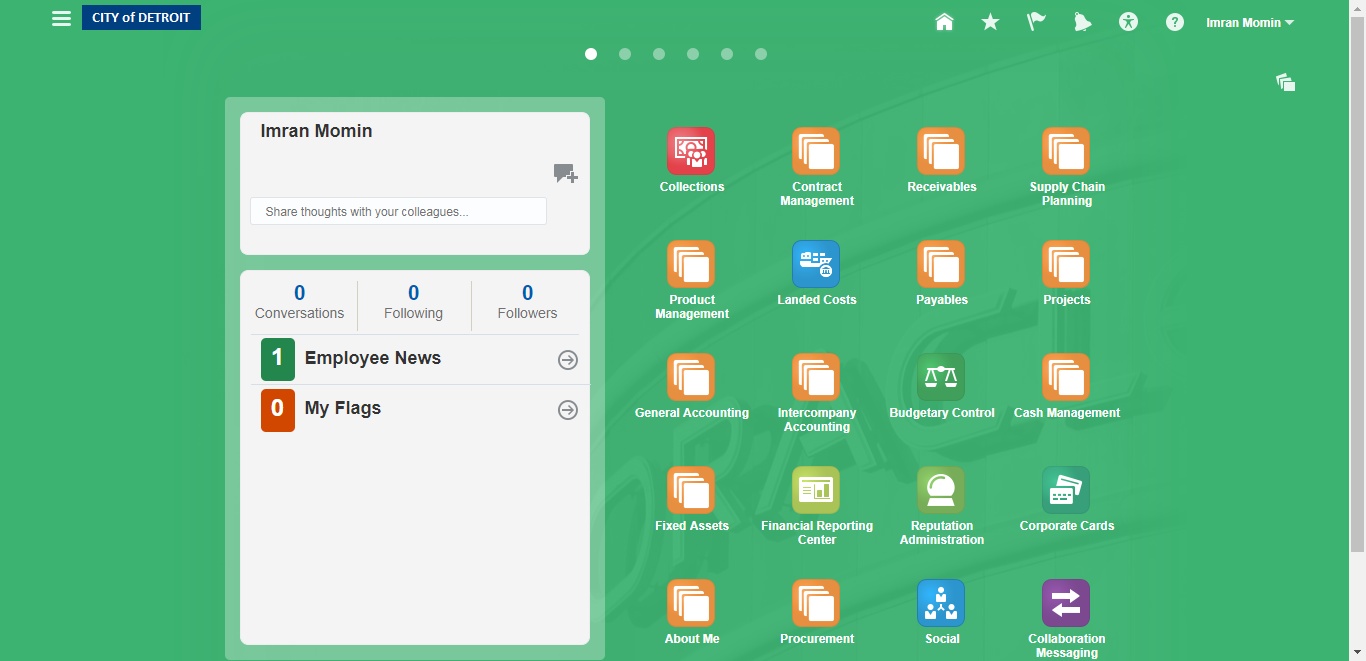 CITY of DETROIT
Imran Momin
Imran Momin
Share thoughts with your colleagues...
0
Conversations
0
Following
0
Followers
1
Employee News
0
My Flags
Collections
Contract
Management
Receivables
Supply Chain
Planning
Product
Management
Landed Costs
Payables
Projects
General Accounting
Intercompany
Accounting
Budgetary Control
Cash Management
Fixed Assets
Financial Reporting
Center
Reputation
Administration
Corporate Cards
About Me
Procurement
Social
Collaboration
Messaging
ORACLE